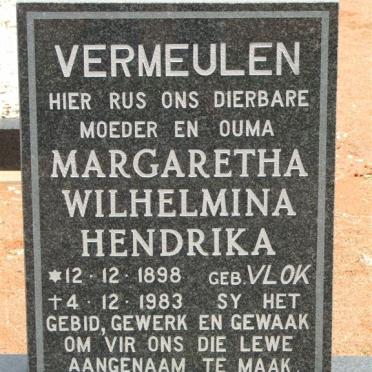 VERMEULEN
HIER RUS ONS DIERBARE
MOEDER EN OUMA
MARGARETHA
WILHELMINA
HENDRIKA
*12 · 12 · 1898 GEB. VLOK
†4 · 12 · 1983 SY HET
GEBID, GEWERK EN GEWAAK
OM VIR ONS DIE LEWE
AANGENAAM TE MAAK